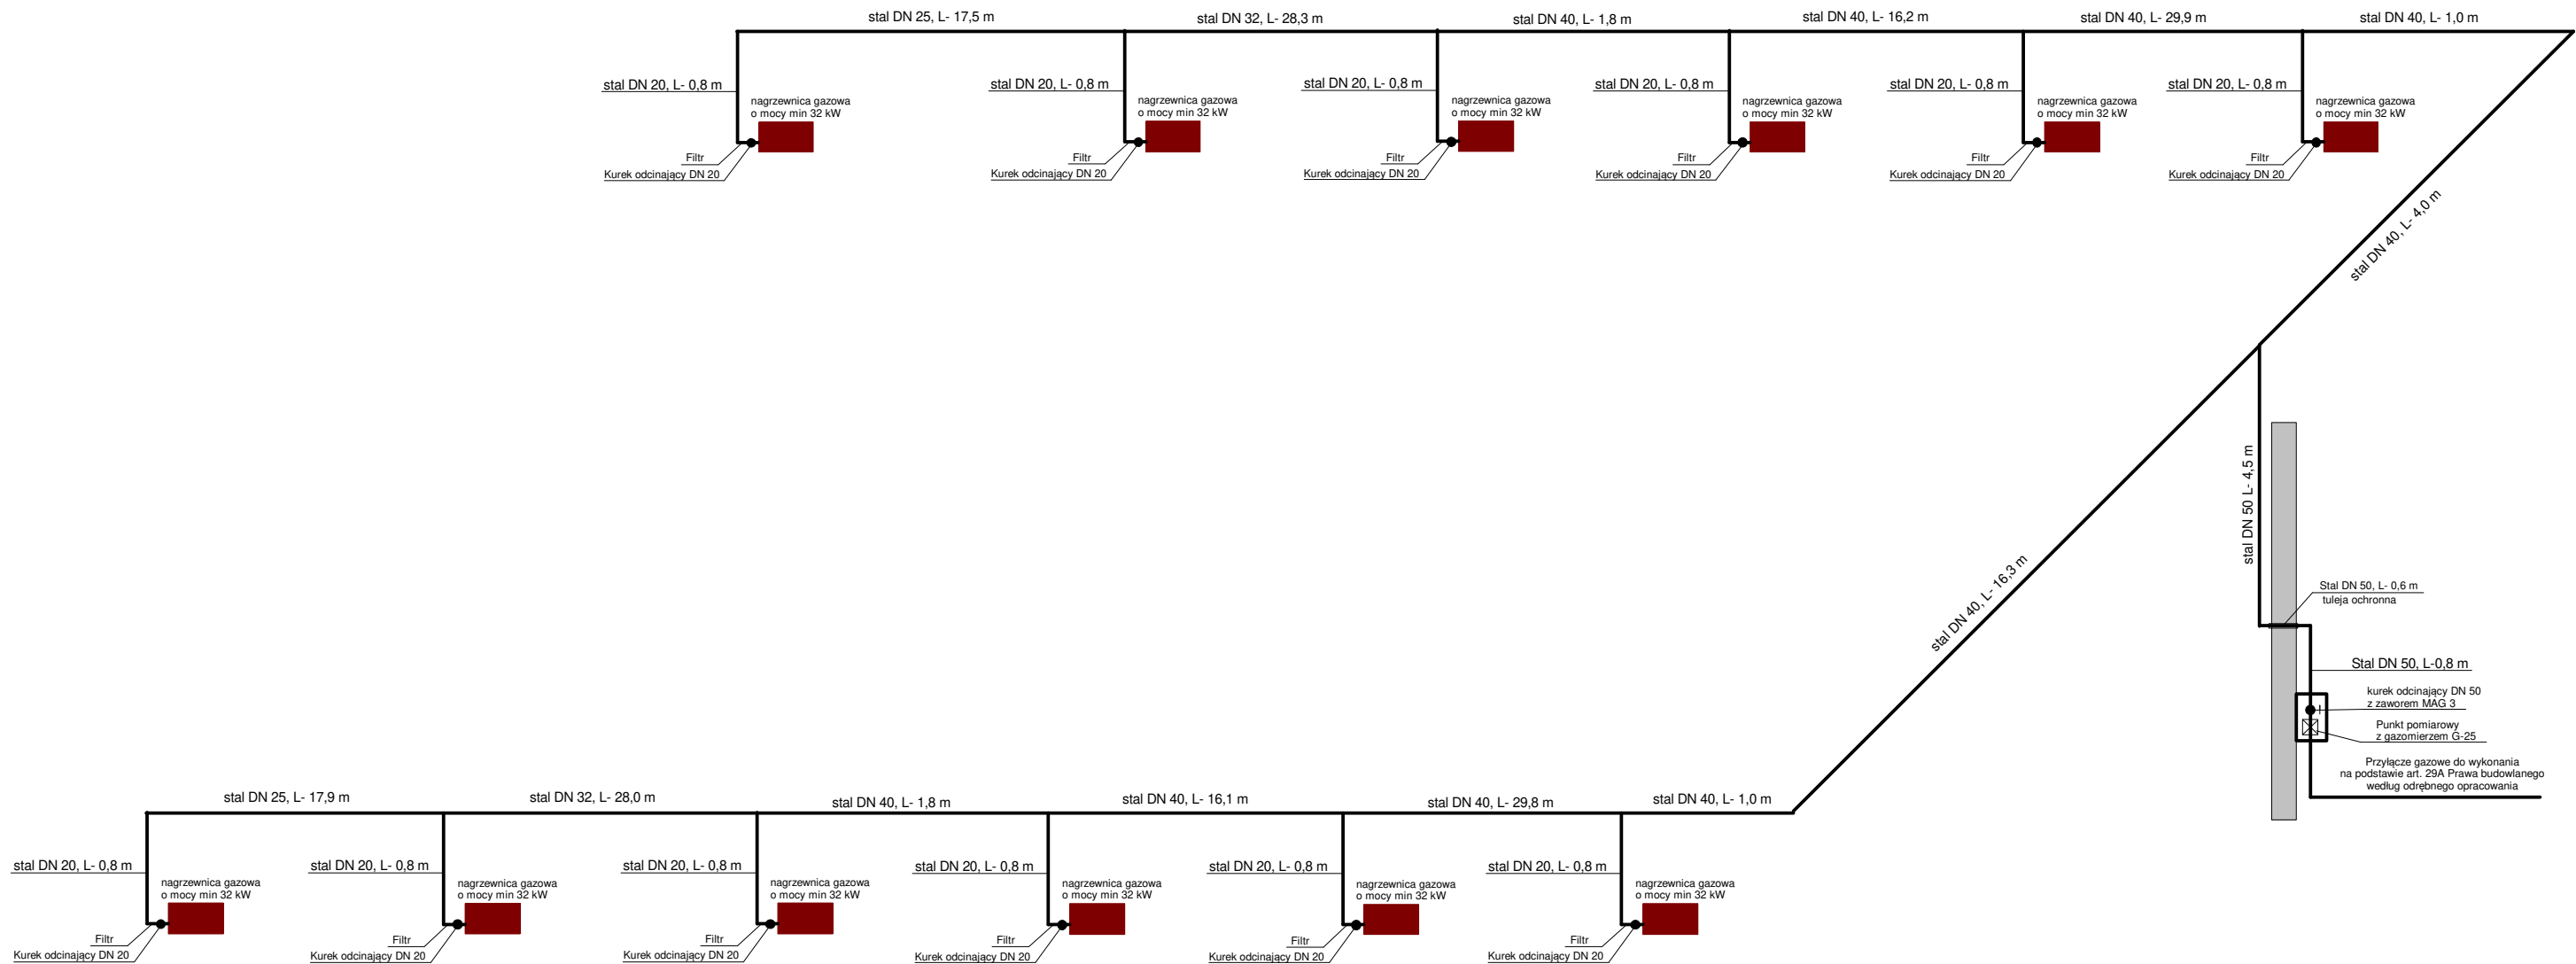 stal DN 25, L- 17,5 m
stal DN 32, L- 28,3 m
stal DN 40, L- 1,8 m
stal DN 40, L- 16,2 m
stal DN 40, L- 29,9 m
stal DN 40, L- 1,0 m
stal DN 20, L- 0,8 m
nagrzewnica gazowa
o mocy min 32 kW
Filtr
Kurek odcinający DN 20
stal DN 20, L- 0,8 m
nagrzewnica gazowa
o mocy min 32 kW
Filtr
Kurek odcinający DN 20
stal DN 20, L- 0,8 m
nagrzewnica gazowa
o mocy min 32 kW
Filtr
Kurek odcinający DN 20
stal DN 20, L- 0,8 m
nagrzewnica gazowa
o mocy min 32 kW
Filtr
Kurek odcinający DN 20
stal DN 20, L- 0,8 m
nagrzewnica gazowa
o mocy min 32 kW
Filtr
Kurek odcinający DN 20
stal DN 20, L- 0,8 m
nagrzewnica gazowa
o mocy min 32 kW
Filtr
Kurek odcinający DN 20
stal DN 40, L- 4,0 m
stal DN 50 L- 4,5 m
stal DN 40, L- 16,3 m
Stal DN 50, L- 0,6 m
tuleja ochronna
Stal DN 50, L-0,8 m
kurek odcinający DN 50
z zaworem MAG 3
Punkt pomiarowy
z gazomierzem G-25
Przyłącze gazowe do wykonania
na podstawie art. 29A Prawa budowlanego
według odrębnego opracowania
stal DN 25, L- 17,9 m
stal DN 32, L- 28,0 m
stal DN 40, L- 1,8 m
stal DN 40, L- 16,1 m
stal DN 40, L- 29,8 m
stal DN 40, L- 1,0 m
stal DN 20, L- 0,8 m
nagrzewnica gazowa
o mocy min 32 kW
Filtr
Kurek odcinający DN 20
stal DN 20, L- 0,8 m
nagrzewnica gazowa
o mocy min 32 kW
Filtr
Kurek odcinający DN 20
stal DN 20, L- 0,8 m
nagrzewnica gazowa
o mocy min 32 kW
Filtr
Kurek odcinający DN 20
stal DN 20, L- 0,8 m
nagrzewnica gazowa
o mocy min 32 kW
Filtr
Kurek odcinający DN 20
stal DN 20, L- 0,8 m
nagrzewnica gazowa
o mocy min 32 kW
Filtr
Kurek odcinający DN 20
stal DN 20, L- 0,8 m
nagrzewnica gazowa
o mocy min 32 kW
Filtr
Kurek odcinający DN 20